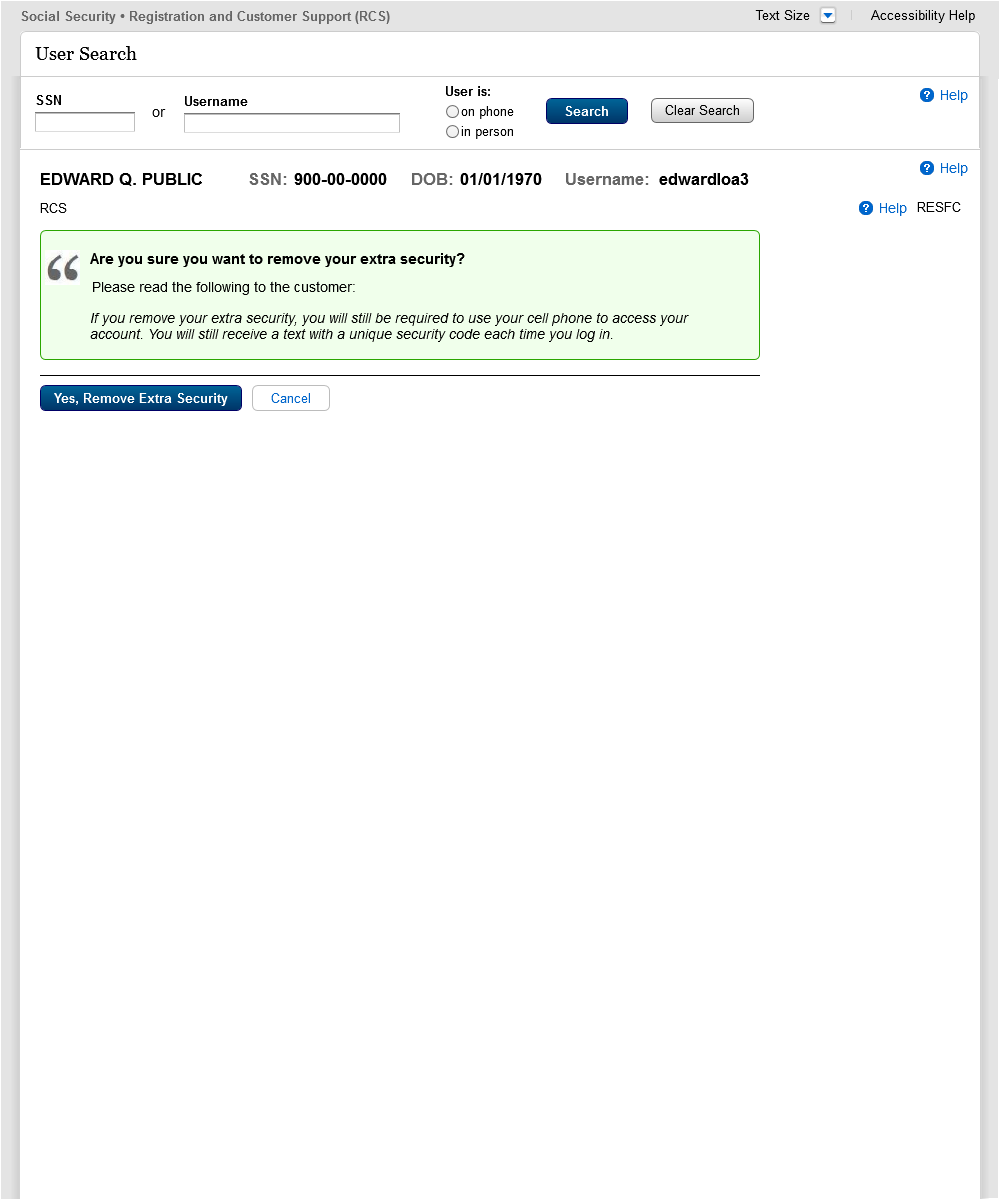 Social Security • Registration and Customer Support (RCS)
Text Size
Accessibility Help
User Search
SSN
or
Username
User is:
on phone
in person
Search
Clear Search
Help
EDWARD Q. PUBLIC SSN: 900-00-0000 DOB: 01/01/1970 Username: edwardloa3
Help
RCS
Help RESFC
Are you sure you want to remove your extra security?
Please read the following to the customer:
If you remove your extra security, you will still be required to use your cell phone to access your
account. You will still receive a text with a unique security code each time you log in.
Yes, Remove Extra Security
Cancel